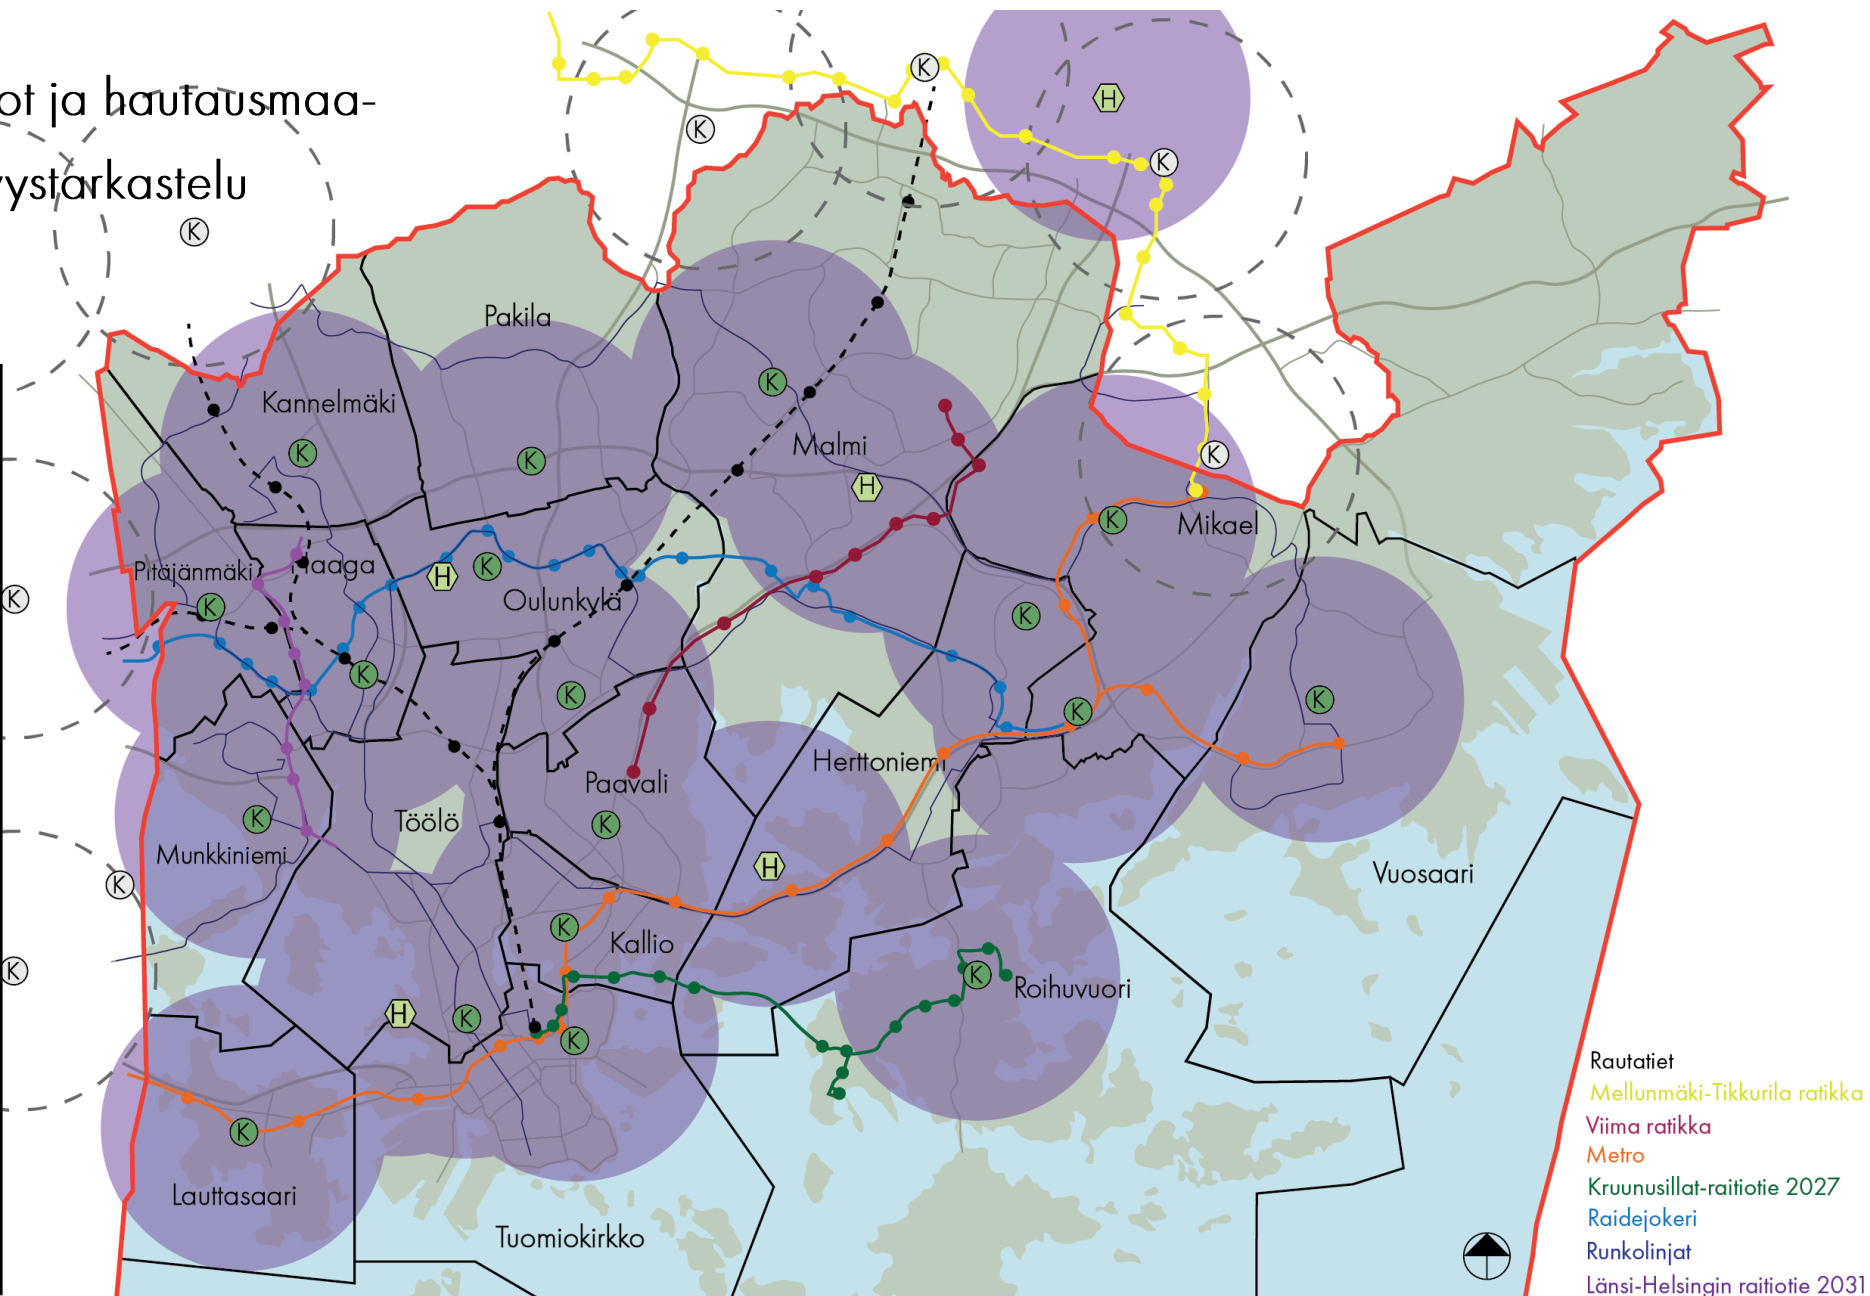 ot ja hautausmaa-
K
K
H
K
K
ystarkastelu
K
Pakila
K
Kannelmäki
Malmi
K
K
K
H
K
Mikael
Pitäjänmäki
Haaga
H
K
K
K
Oulunkylä
K
K
K
K
K
K
Herttoniemi
Paavali
K
Töölö
K
Munkkiniemi
H
Vuosaari
K
K
Kallio
K
K
Roihuvuori
H
K
K
K
Lauttasaari
Tuomiokirkko
Rautatiet
Mellunmäki-Tikkurila ratikka
Viima ratikka
Metro
Kruunusillat-raitiotie 2027
Raidejokeri
Runkolinjat
Länsi-Helsingin raitiotie 2031